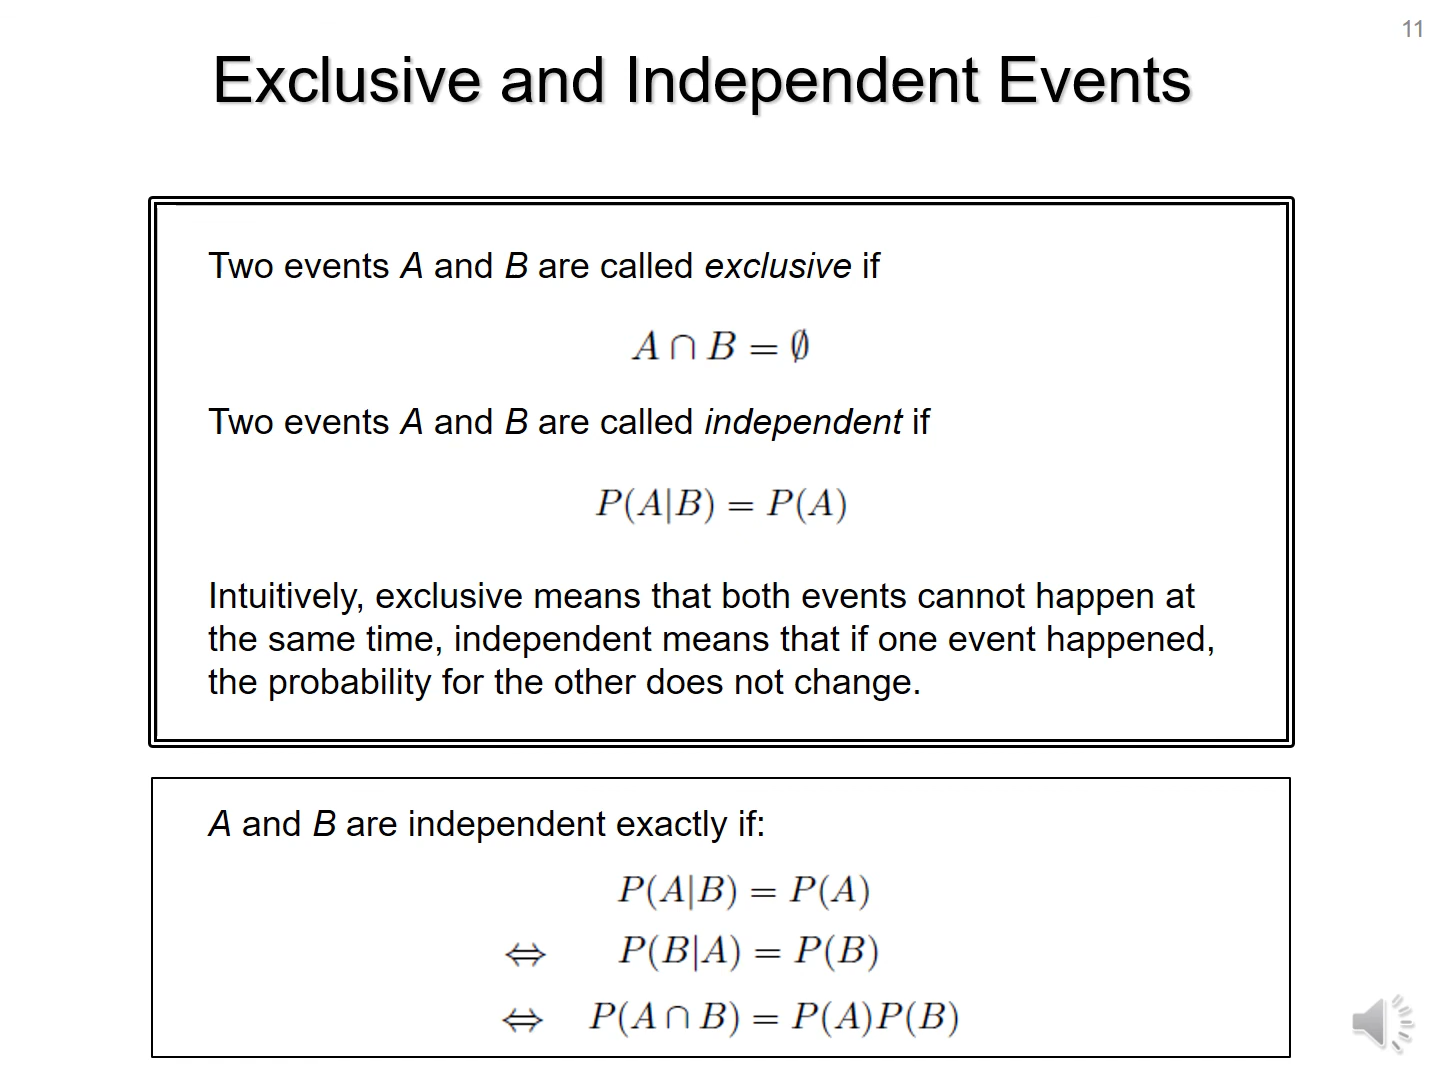 11
Exclusive and Independent Events
Two events A and B are called exclusive if
A ∩ B = ∅
Two events A and B are called independent if
P(A|B) = P(A)
Intuitively, exclusive means that both events cannot happen at
the same time, independent means that if one event happened,
the probability for the other does not change.
A and B are independent exactly if:
P(A|B) = P(A)
⇔ P(B|A) = P(B)
⇔ P(A ∩ B) = P(A)P(B)